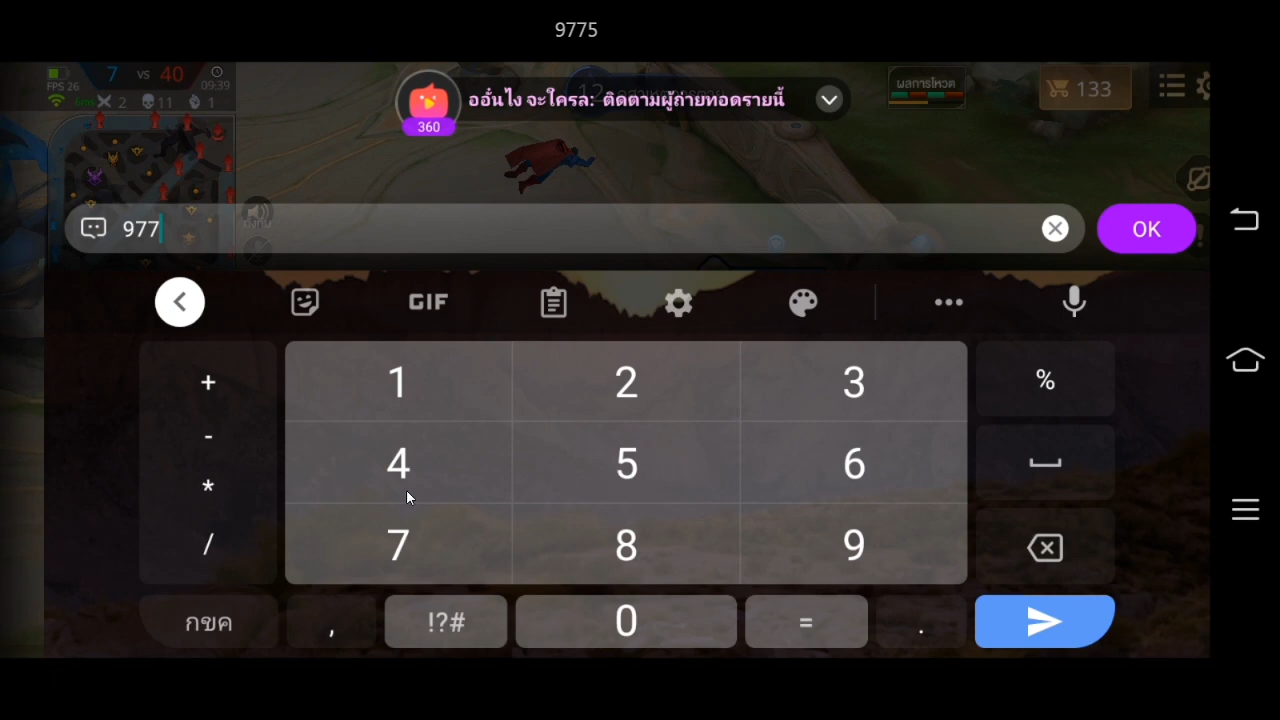 9775
7 vs 40
FPS 26
09:39
6ms 2 11 1
360
ออั่นไง จะใครล: ติดตามผู้ถ่ายทอดรายนี้
ผลการโหวต
133
977
OK
GIF
+ 1 2 3 %
-
* 4 5 6
/ 7 8 9
กขค , !?# 0 = .